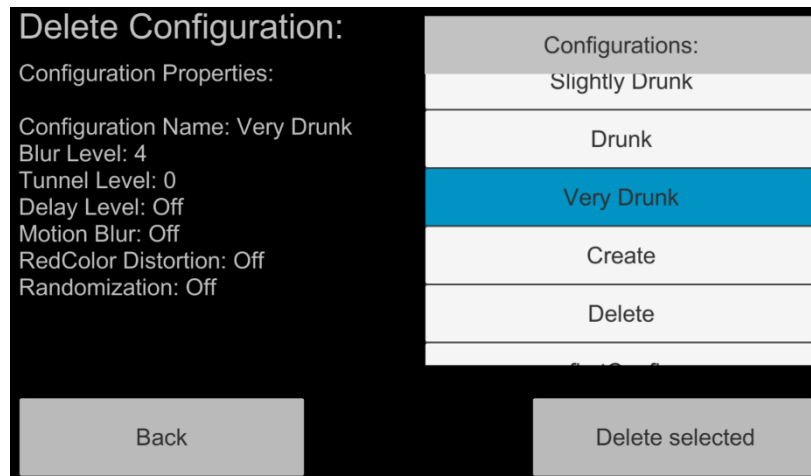 Delete Configuration:
Configuration Properties:
Configuration Name: Very Drunk
Blur Level: 4
Tunnel Level: 0
Delay Level: Off
Motion Blur: Off
RedColor Distortion: Off
Randomization: Off
Configurations:
Slightly Drunk
Drunk
Very Drunk
Create
Delete
Back
Delete selected